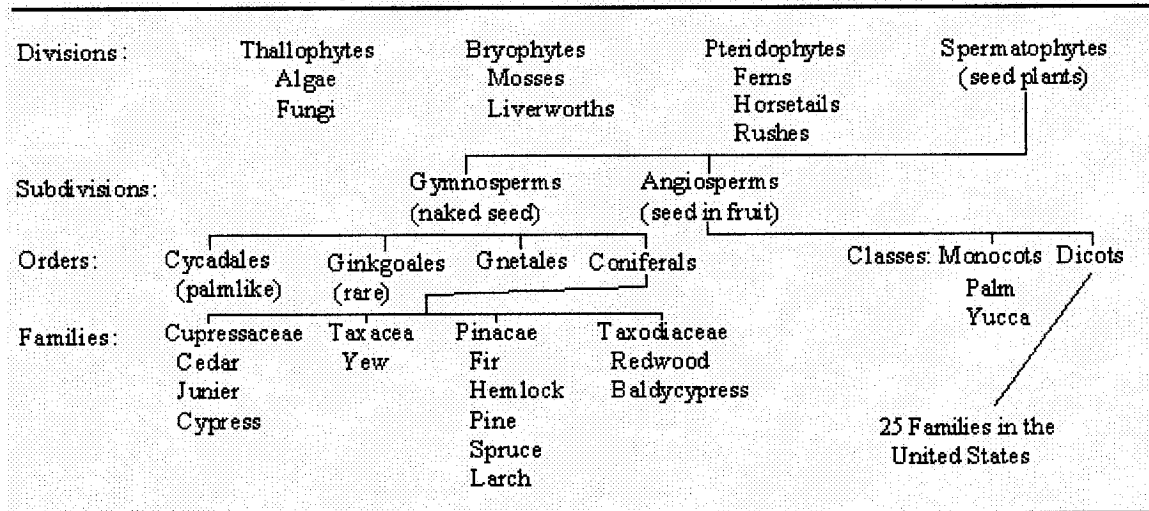 Divisions: Thallophytes Bryophytes Pteridophytes Spermatophytes
Algae Mosses Ferns (seed plants)
Fungi Liverworths Horsetails
Rushes
Subdivisions: Gymnosperms Angiosperms
(naked seed) (seed in fruit)
Orders: Cycadales Ginkgoales Gnetales Coniferals Classes: Monocots Dicots
(palmlike) (rare) Palm
Yucca
Families: Cupressaceae Taxacea Pinacae Taxodiaceae
Cedar Yew Fir Redwood
Junier Hemlock Baldycypress
Cypress Pine 25 Families in the
Spruce United States
Larch